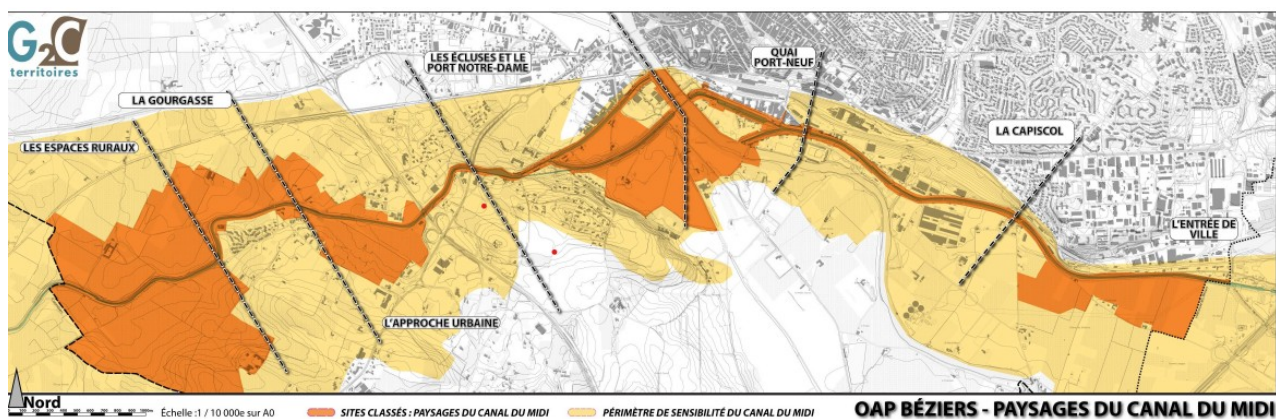 G2C
territoires
LES ÉCLUSES ET LE
PORT NOTRE-DAME
QUAI
PORT-NEUF
LA GOURGASSE
LA CAPISCOL
LES ESPACES RURAUX
L'ENTRÉE DE
VILLE
L'APPROCHE URBAINE
Nord
Échelle :1 / 10 000e sur A0
SITES CLASSÉS : PAYSAGES DU CANAL DU MIDI
PÉRIMÈTRE DE SENSIBILITÉ DU CANAL DU MIDI
OAP BÉZIERS - PAYSAGES DU CANAL DU MIDI